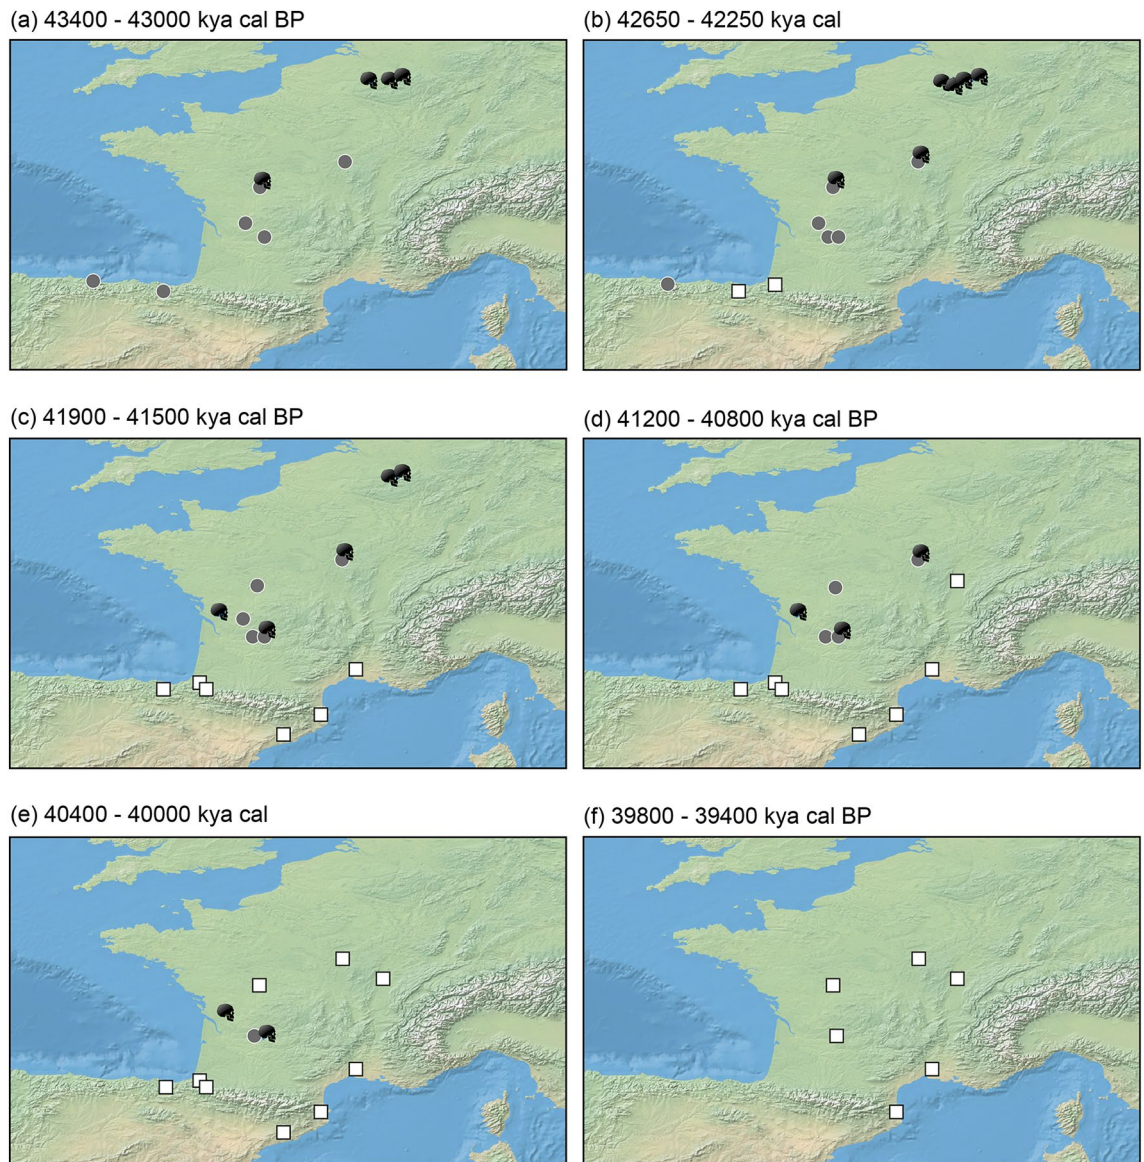 (a) 43400 - 43000 kya cal BP
(b) 42650 - 42250 kya cal
(c) 41900 - 41500 kya cal BP
(d) 41200 - 40800 kya cal BP
(e) 40400 - 40000 kya cal
(f) 39800 - 39400 kya cal BP